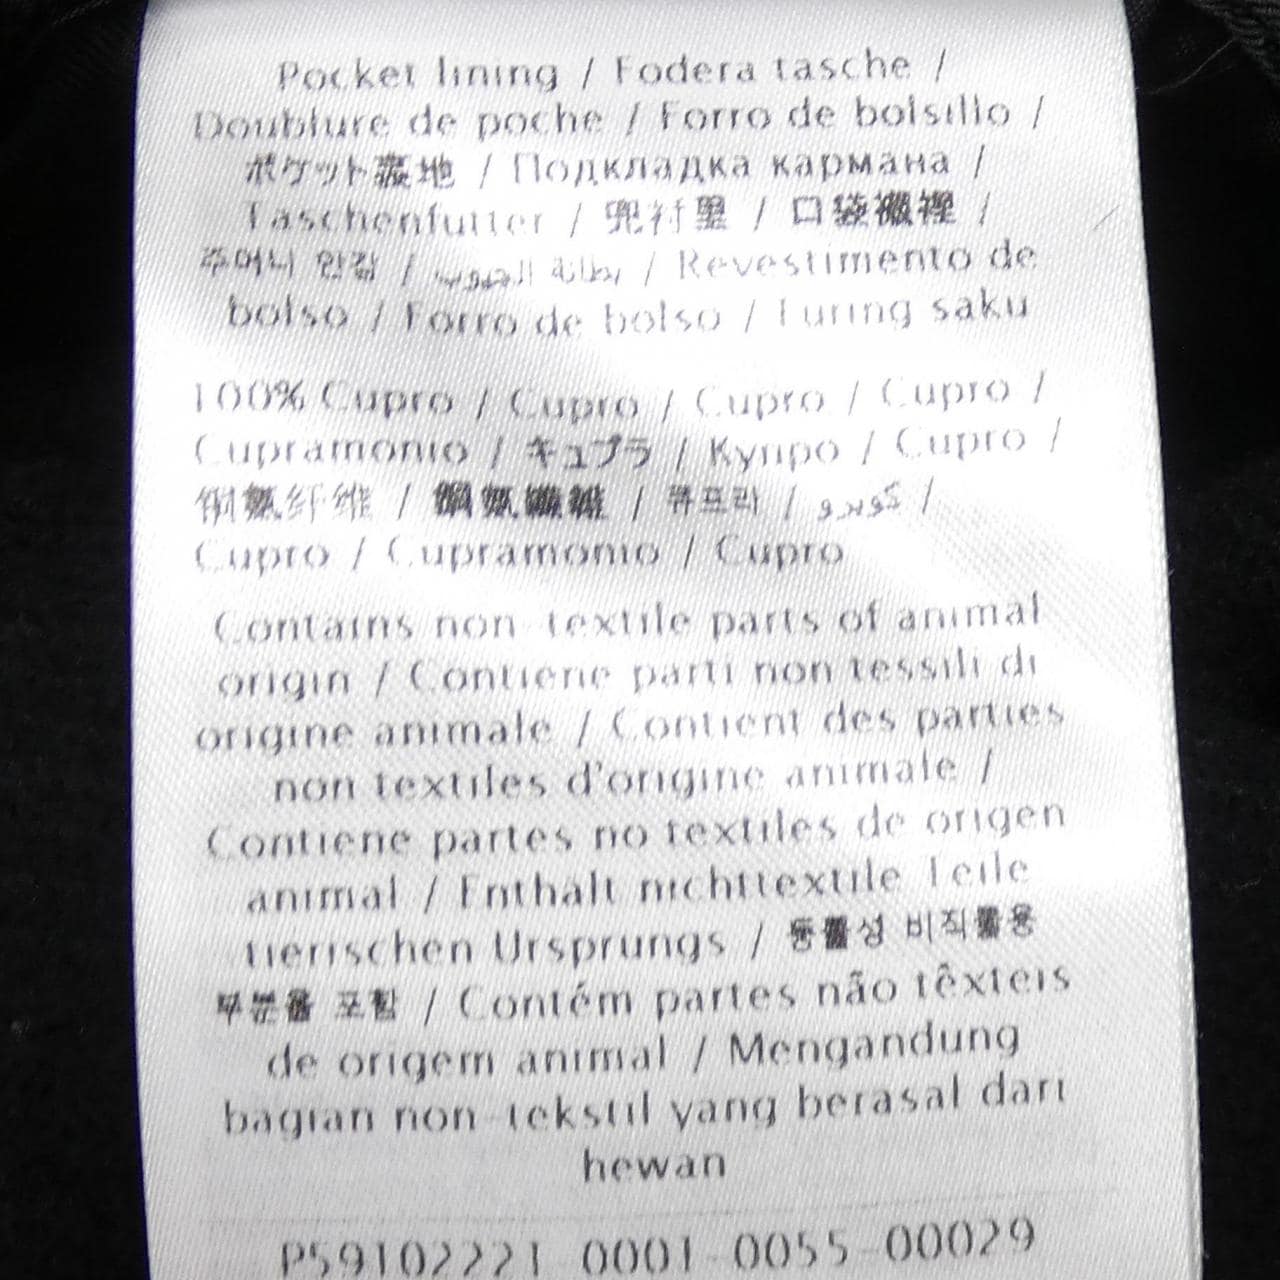 Pocket lining / Fodera tasche /
Doublure de poche / Forro de bolsillo /
ポケット裏地 / Подкладка кармана /
Taschenfutter / 兜衬里 / 口袋襯裡 /
주머니 안감 / بطانة الجيوب / Revestimento de
bolso / Forro de bolso / Furing saku
100% Cupro / Cupro / Cupro / Cupro /
Cupramonio / キュプラ / Купро / Cupro /
铜氨纤维 / 銅氨纖維 / 큐프라 / كوبرو /
Cupro / Cupramonio / Cupro
Contains non-textile parts of animal
origin / Contiene parti non tessili di
origine animale / Contient des parties
non textiles d'origine animale /
Contiene partes no textiles de origen
animal / Enthält nichttextile Teile
tierischen Ursprungs / 동물성 비직물용
부분을 포함 / Contém partes não têxteis
de origem animal / Mengandung
bagian non-tekstil yang berasal dari
hewan
P59102221 0001-0055-00029